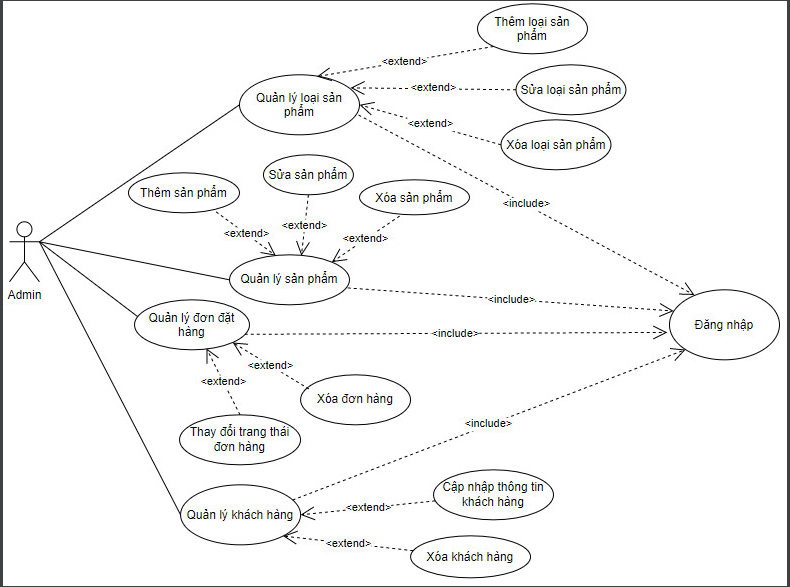 Thêm loại sản
phẩm
<extend>
Sửa loại sản phẩm
<extend>
Quản lý loại sản
phẩm
<extend>
Xóa loại sản phẩm
Sửa sản phẩm
Thêm sản phẩm
Xóa sản phẩm
<include>
<extend>
<extend>
<extend>
Quản lý sản phẩm
Admin
<include>
Quản lý đơn đặt
hàng
<include>
Đăng nhập
<extend>
<extend>
Xóa đơn hàng
Thay đổi trang thái
đơn hàng
<include>
Cập nhập thông tin
khách hàng
<extend>
Quản lý khách hàng
<extend>
Xóa khách hàng